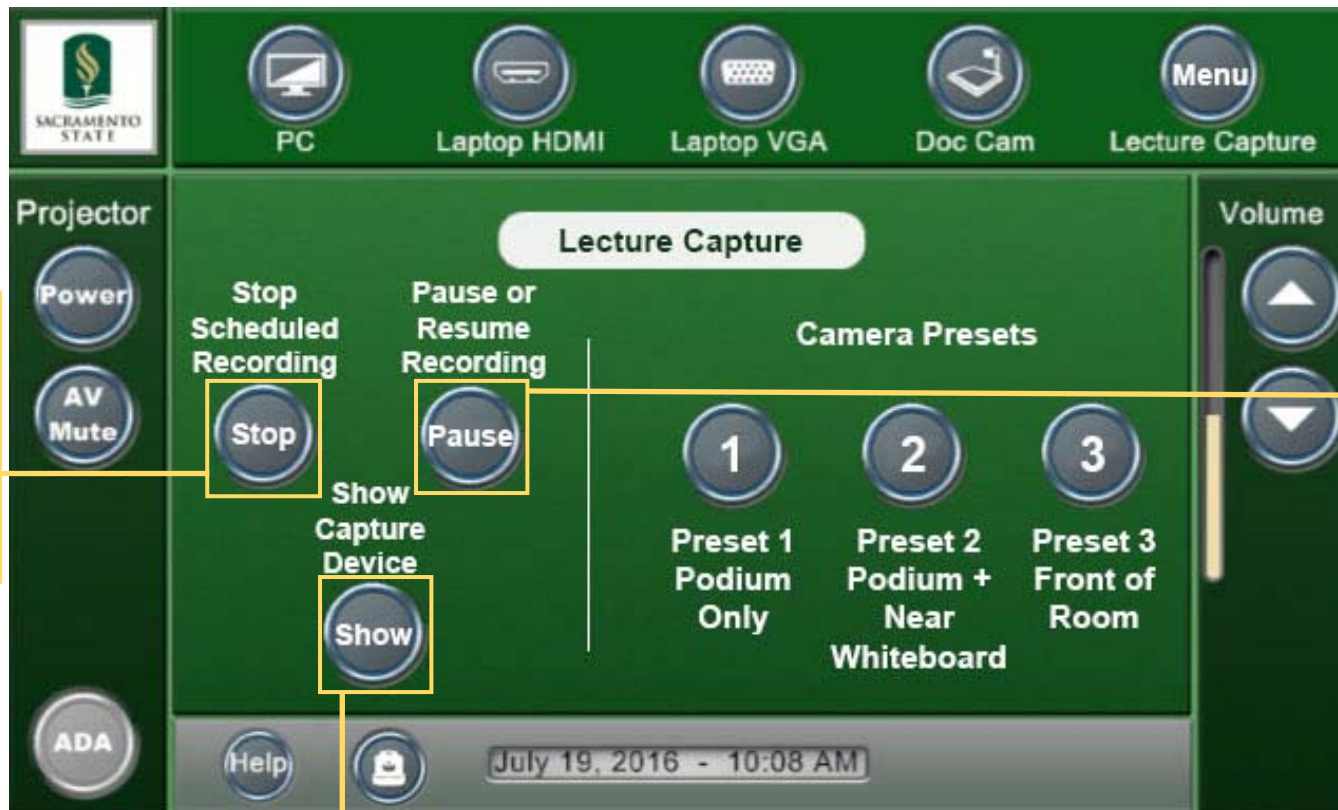 SACRAMENTO
STATE
PC
Laptop HDMI
Laptop VGA
Doc Cam
Menu
Lecture Capture
Projector
Power
AV
Mute
ADA
Lecture Capture
Stop
Scheduled
Recording
Stop
Pause or
Resume
Recording
Pause
Show
Capture
Device
Show
Camera Presets
1
Preset 1
Podium
Only
2
Preset 2
Podium +
Near
Whiteboard
3
Preset 3
Front of
Room
Volume
Help
July 19, 2016 - 10:08 AM